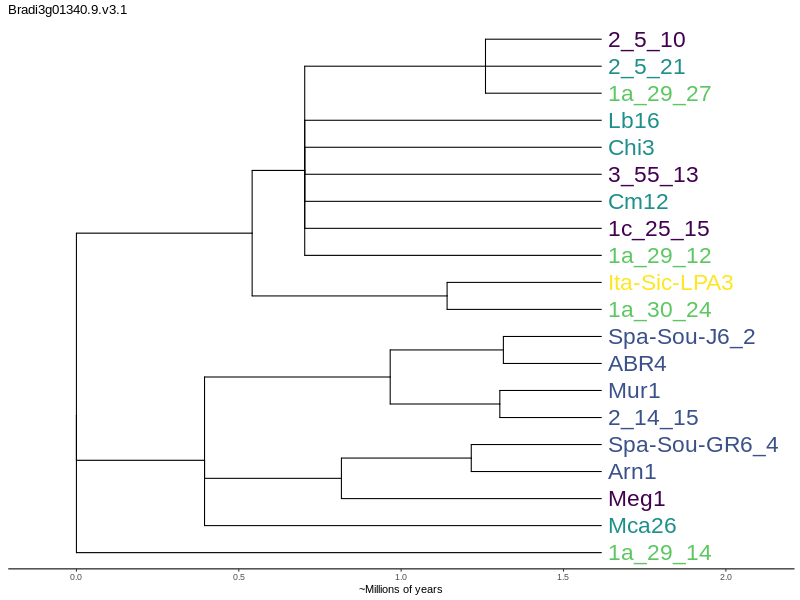 Bradi3g01340.9.v3.1
2_5_10
2_5_21
1a_29_27
Lb16
Chi3
3_55_13
Cm12
1c_25_15
1a_29_12
Ita-Sic-LPA3
1a_30_24
Spa-Sou-J6_2
ABR4
Mur1
2_14_15
Spa-Sou-GR6_4
Arn1
Meg1
Mca26
1a_29_14
0.0 0.5 1.0 1.5 2.0
~Millions of years